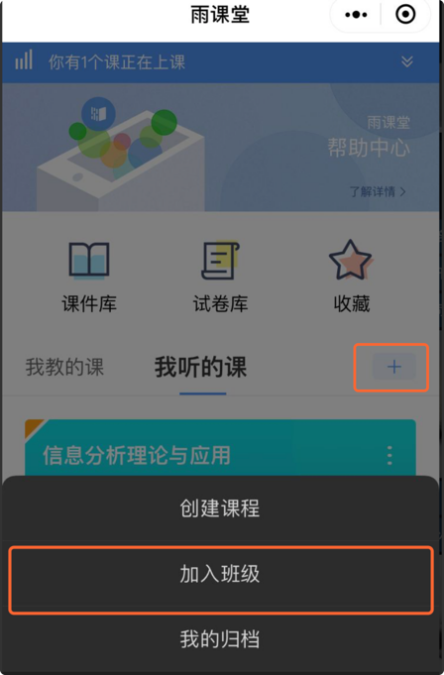 雨课堂
你有1个课正在上课
雨课堂
帮助中心
了解详情 >
课件库
试卷库
收藏
我教的课
我听的课
+
信息分析理论与应用
创建课程
加入班级
我的归档